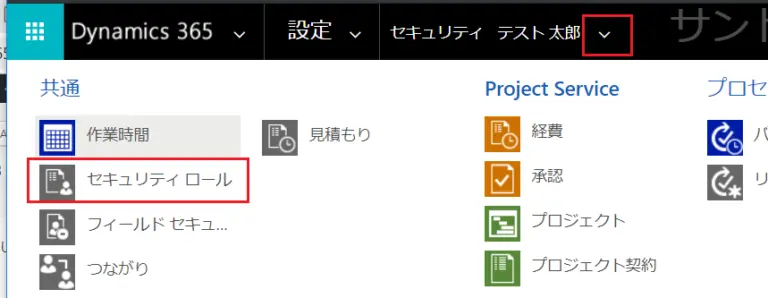 Dynamics 365 設定 セキュリティ テスト 太郎 サント
共通 Project Service プロセ
作業時間 見積もり 経費
セキュリティ ロール 承認
フィールド セキュ... プロジェクト
つながり プロジェクト契約